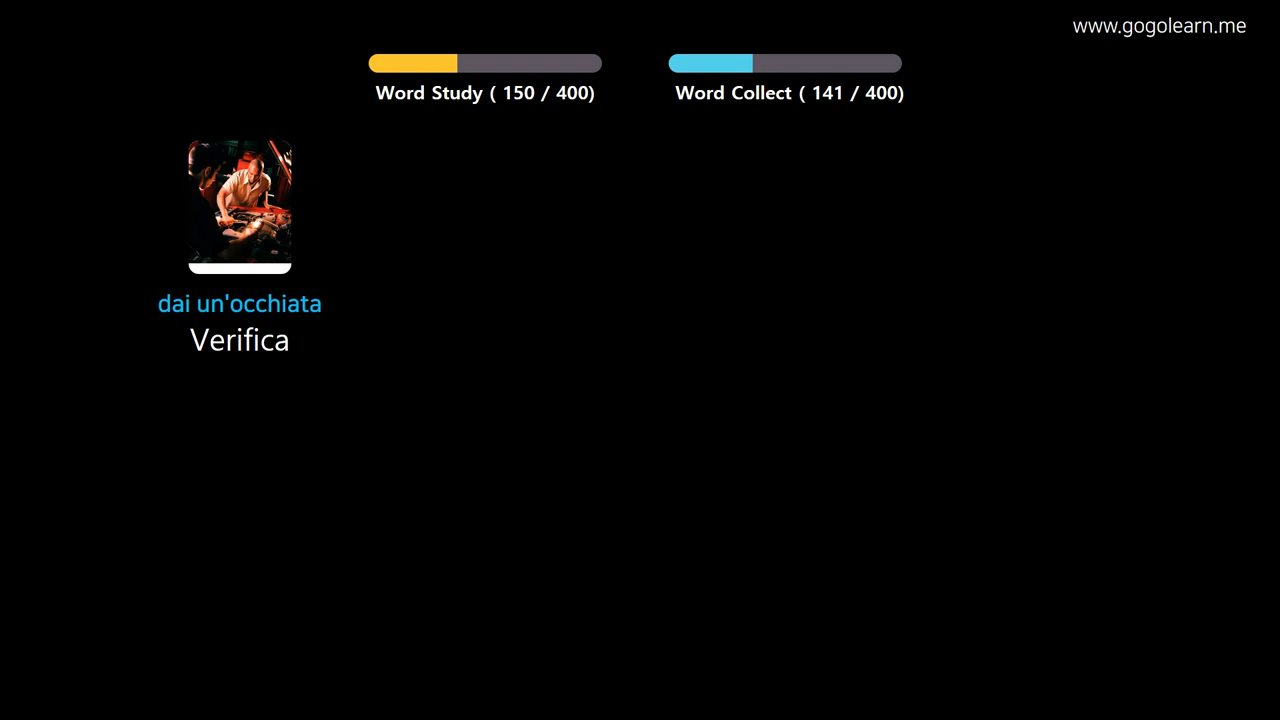 www.gogolearn.me
Word Study ( 150 / 400)
Word Collect ( 141 / 400)
dai un'occhiata
Verifica